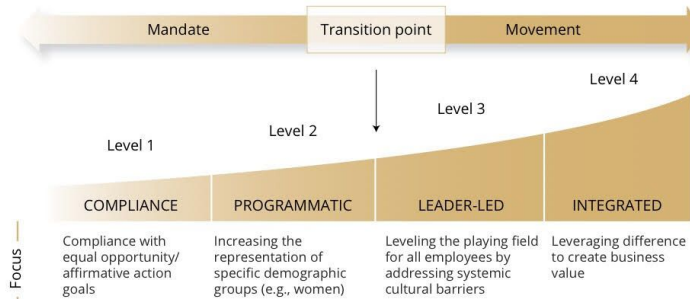 Mandate
Transition point
Movement
Level 1
Level 2
Level 3
Level 4
COMPLIANCE
PROGRAMMATIC
LEADER-LED
INTEGRATED
Focus
Compliance with
equal opportunity/
affirmative action
goals
Increasing the
representation of
specific demographic
groups (e.g., women)
Leveling the playing field
for all employees by
addressing systemic
cultural barriers
Leveraging difference
to create business
value